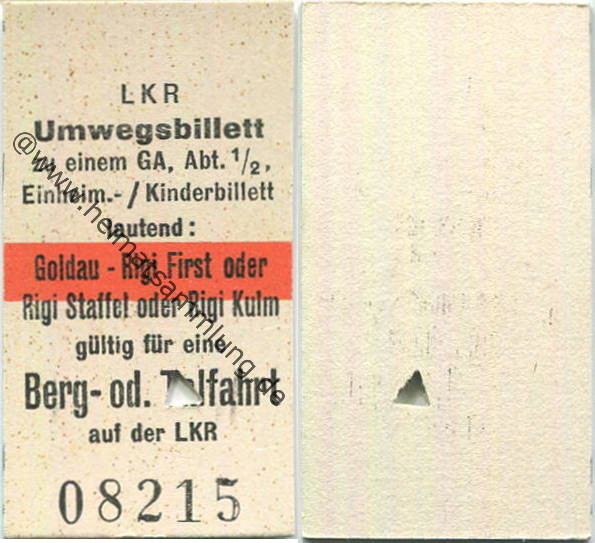 LKR
Umwegsbillett
zu einem GA, Abt. 1/2,
Einheim.- / Kinderbillett
lautend:
Goldau - Rigi First oder
Rigi Staffel oder Rigi Kulm
gültig für eine
Berg- od. Talfahrt
auf der LKR
08215
@www.heimatsammlung.de